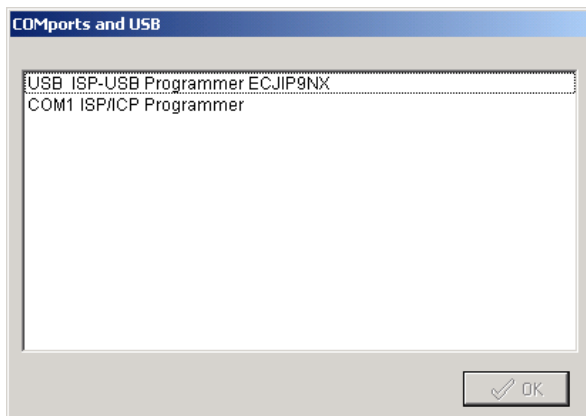 COMports and USB
USB ISP-USB Programmer ECJIP9NX
COM1 ISP/ICP Programmer
OK